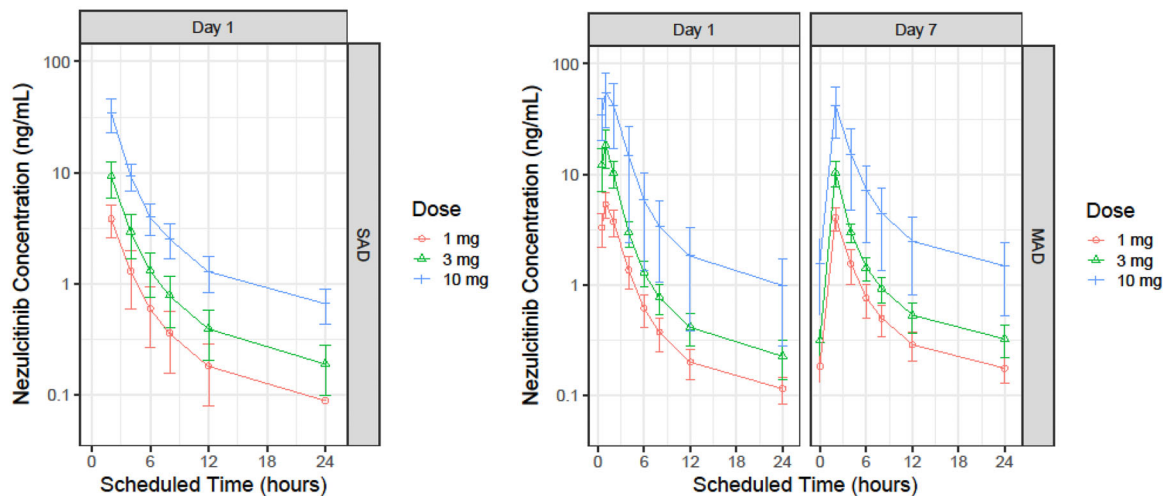 Day 1
100
10
1
0.1
0 6 12 18 24
Scheduled Time (hours)
Nezulcitinib Concentration (ng/mL)
SAD
Dose
1 mg
3 mg
10 mg
Day 1 Day 7
100
10
1
0.1
0 6 12 18 24 0 6 12 18 24
Scheduled Time (hours)
Nezulcitinib Concentration (ng/mL)
MAD
Dose
1 mg
3 mg
10 mg